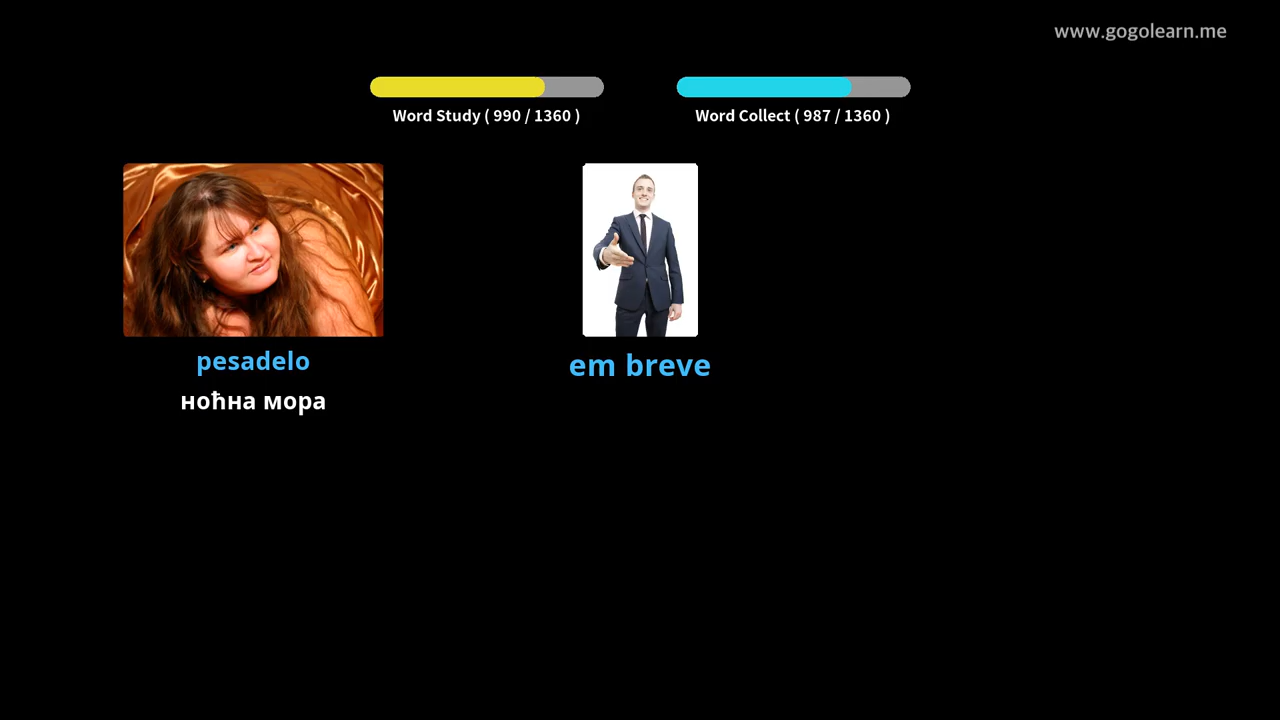 www.gogolearn.me
Word Study ( 990 / 1360 )
Word Collect ( 987 / 1360 )
pesadelo
ноћна мора
em breve